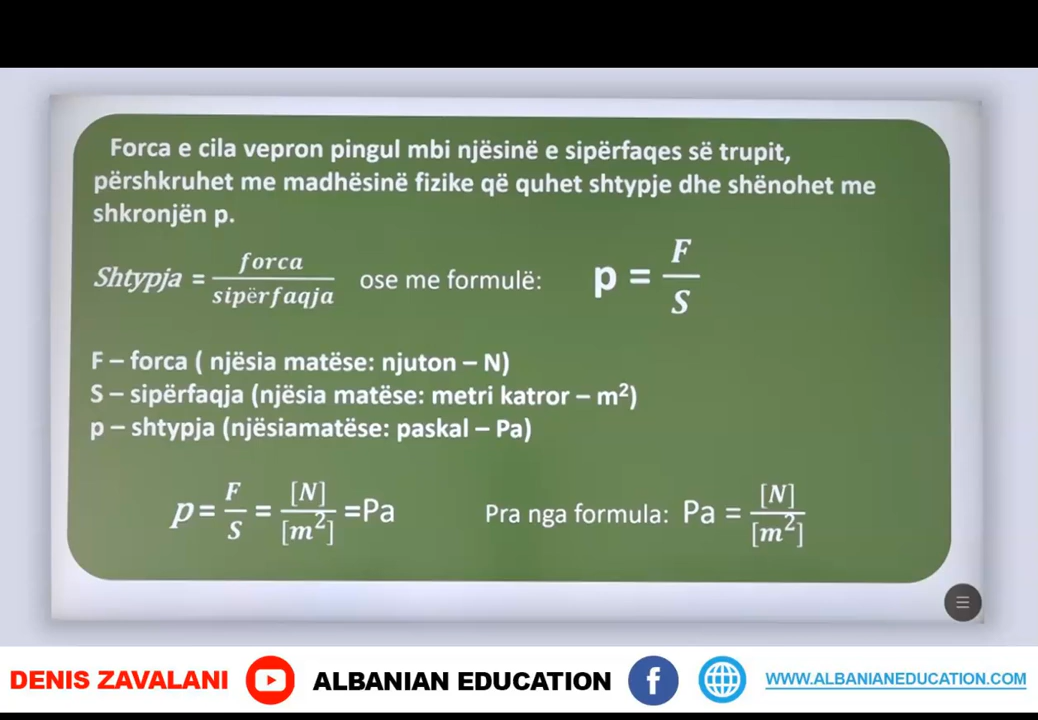 Forca e cila vepron pingul mbi njësinë e sipërfaqes së trupit,
përshkruhet me madhësinë fizike që quhet shtypje dhe shënohet me
shkronjën p.
Shtypja = forca / sipërfaqja ose me formulë: p = F / S
F – forca ( njësia matëse: njuton – N)
S – sipërfaqja (njësia matëse: metri katror – m²)
p – shtypja (njësiamatëse: paskal – Pa)
p = F / S = [N] / [m²] =Pa Pra nga formula: Pa = [N] / [m²]
DENIS ZAVALANI ALBANIAN EDUCATION f WWW.ALBANIANEDUCATION.COM